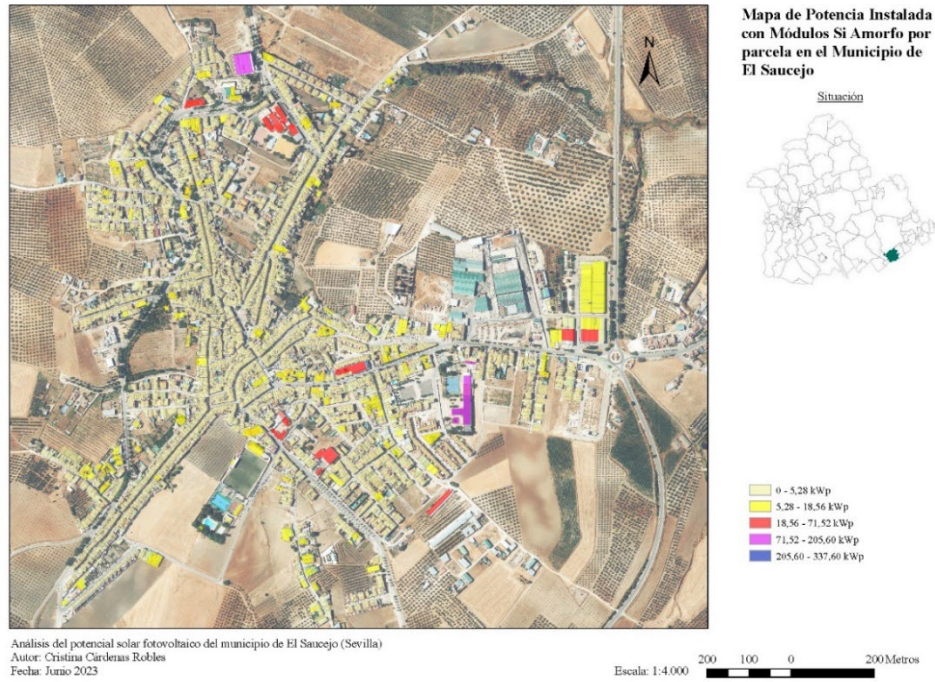 Mapa de Potencia Instalada
con Módulos Si Amorfo por
parcela en el Municipio de
El Saucejo
Situación
N
0 - 5,28 kWp
5,28 - 18,56 kWp
18,56 - 71,52 kWp
71,52 - 205,60 kWp
205,60 - 337,60 kWp
Análisis del potencial solar fotovoltaico del municipio de El Saucejo (Sevilla)
Autor: Cristina Cárdenas Robles
Fecha: Junio 2023
Escala: 1:4.000
200 100 0 200 Metros